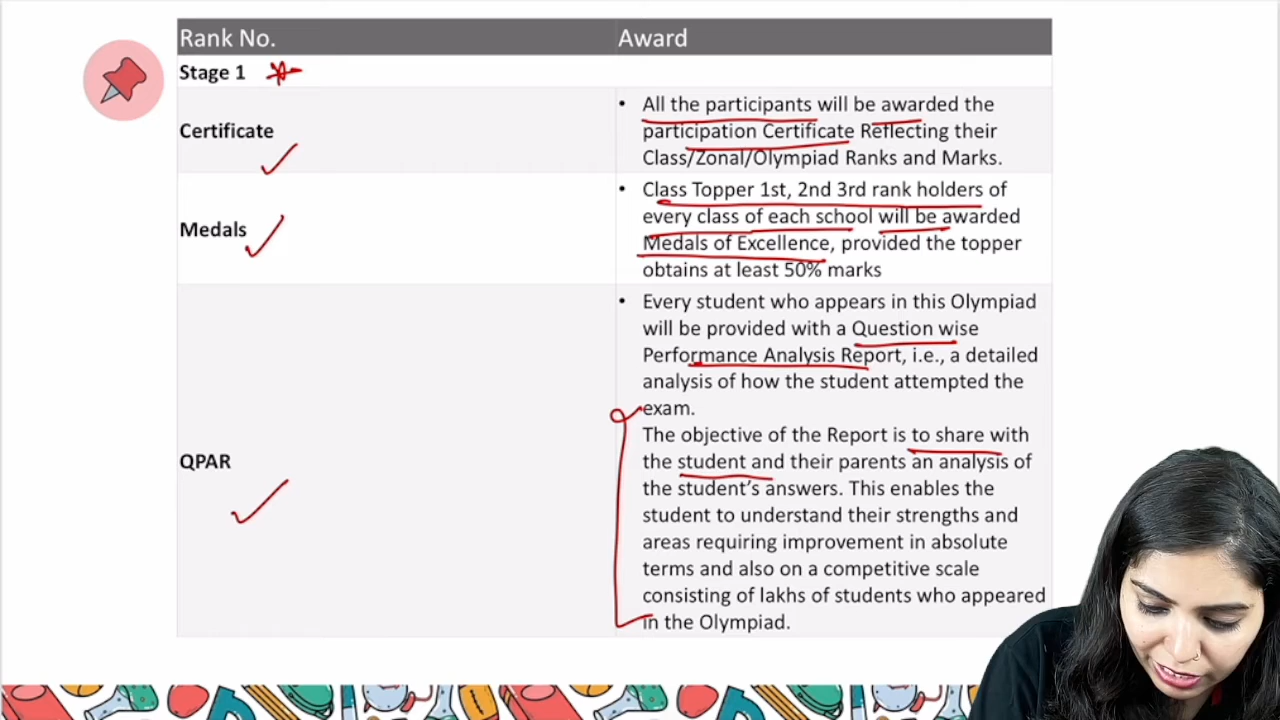 Rank No. Award
Stage 1
Certificate
• All the participants will be awarded the
participation Certificate Reflecting their
Class/Zonal/Olympiad Ranks and Marks.
Medals
• Class Topper 1st, 2nd 3rd rank holders of
every class of each school will be awarded
Medals of Excellence, provided the topper
obtains at least 50% marks
QPAR
• Every student who appears in this Olympiad
will be provided with a Question wise
Performance Analysis Report, i.e., a detailed
analysis of how the student attempted the
exam.
The objective of the Report is to share with
the student and their parents an analysis of
the student’s answers. This enables the
student to understand their strengths and
areas requiring improvement in absolute
terms and also on a competitive scale
consisting of lakhs of students who appeared
in the Olympiad.